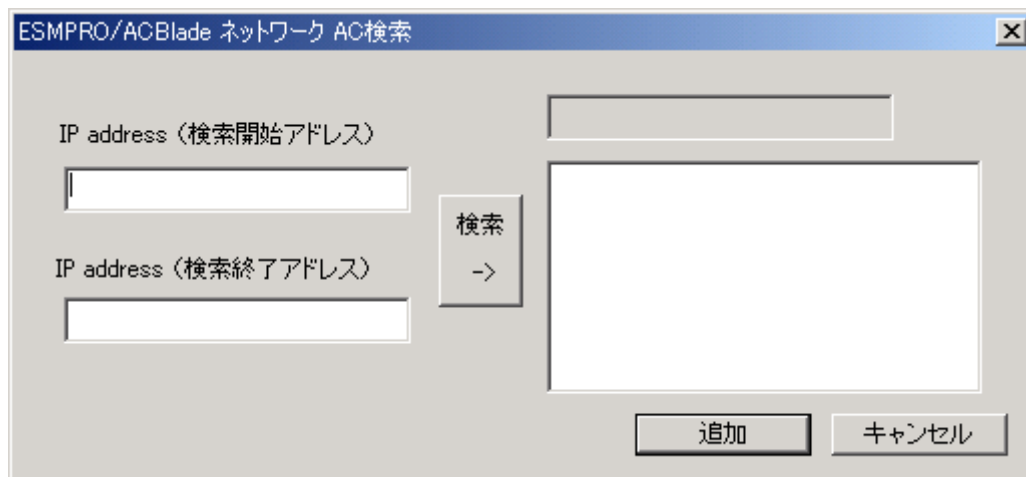 ESMPRO/ACBlade ネットワーク AC検索
IP address（検索開始アドレス）
IP address（検索終了アドレス）
検索
->
追加
キャンセル